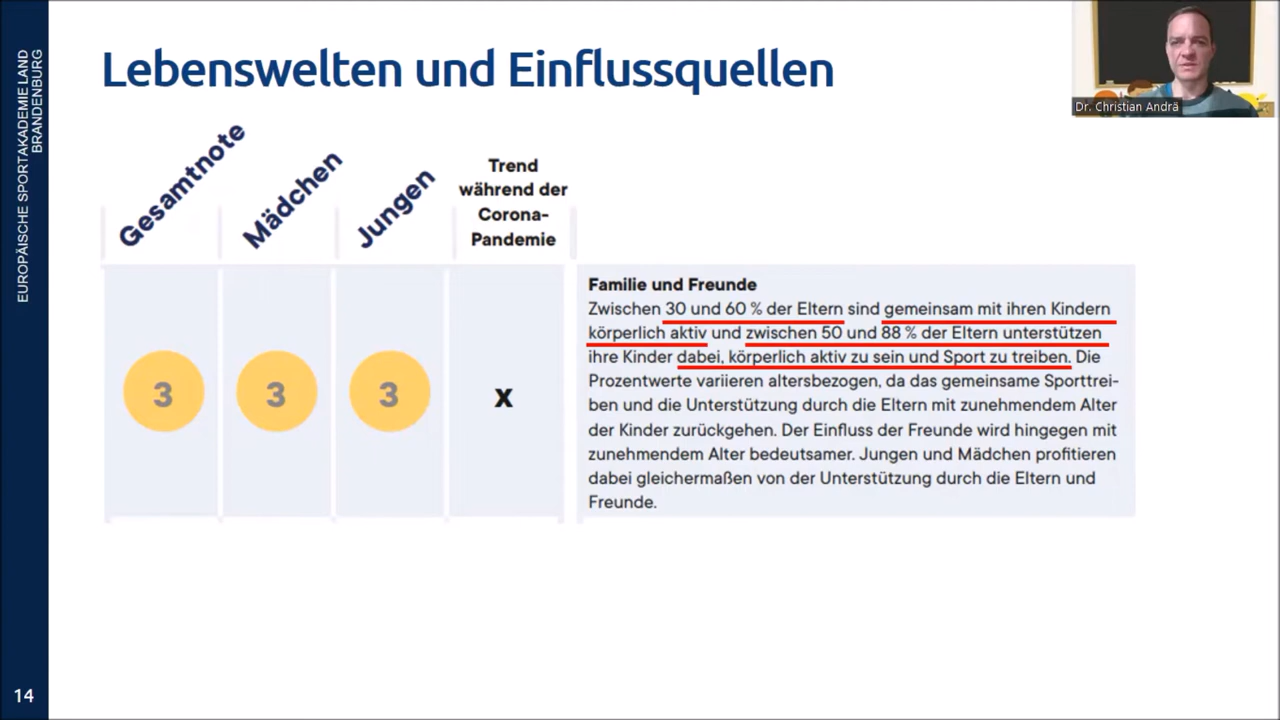 EUROPÄISCHE SPORTAKADEMIE LAND
BRANDENBURG
Lebenswelten und Einflussquellen
Dr. Christian Andrä
Gesamtnote
Mädchen
Jungen
Trend
während der
Corona-
Pandemie
3
3
3
x
Familie und Freunde
Zwischen 30 und 60 % der Eltern sind gemeinsam mit ihren Kindern
körperlich aktiv und zwischen 50 und 88 % der Eltern unterstützen
ihre Kinder dabei, körperlich aktiv zu sein und Sport zu treiben. Die
Prozentwerte variieren altersbezogen, da das gemeinsame Sporttrei-
ben und die Unterstützung durch die Eltern mit zunehmendem Alter
der Kinder zurückgehen. Der Einfluss der Freunde wird hingegen mit
zunehmendem Alter bedeutsamer. Jungen und Mädchen profitieren
dabei gleichermaßen von der Unterstützung durch die Eltern und
Freunde.
14